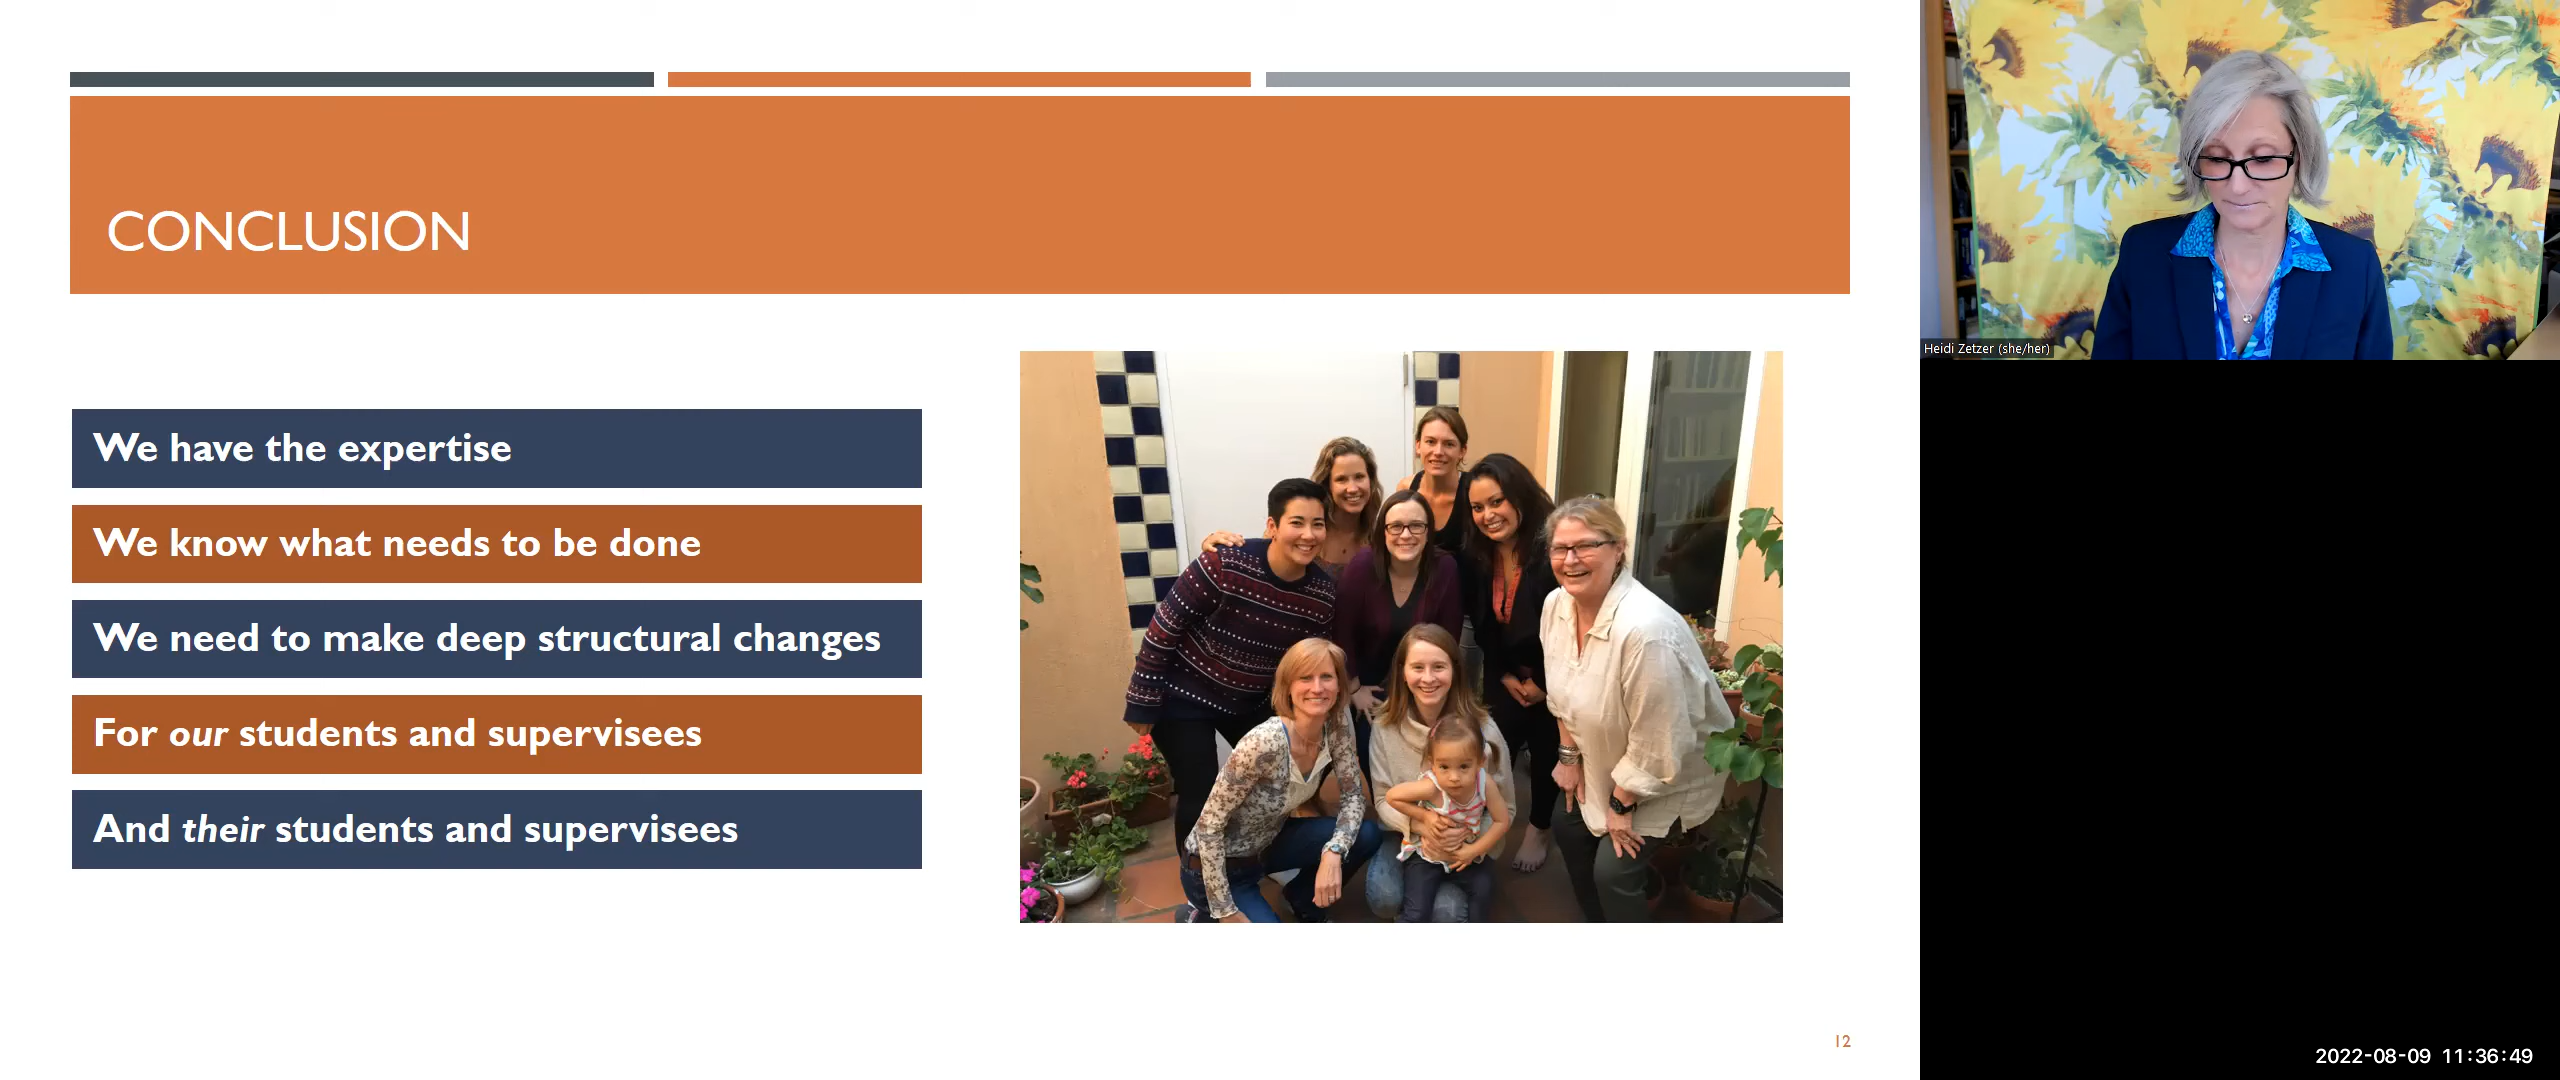 CONCLUSION
We have the expertise
We know what needs to be done
We need to make deep structural changes
For our students and supervisees
And their students and supervisees
12
Heidi Zetzer (she/her)
2022-08-09 11:36:49